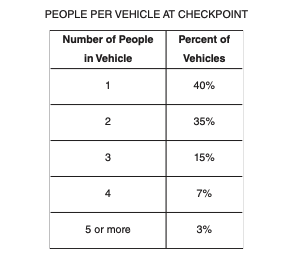 PEOPLE PER VEHICLE AT CHECKPOINT
Number of People in Vehicle Percent of Vehicles
1 40%
2 35%
3 15%
4 7%
5 or more 3%